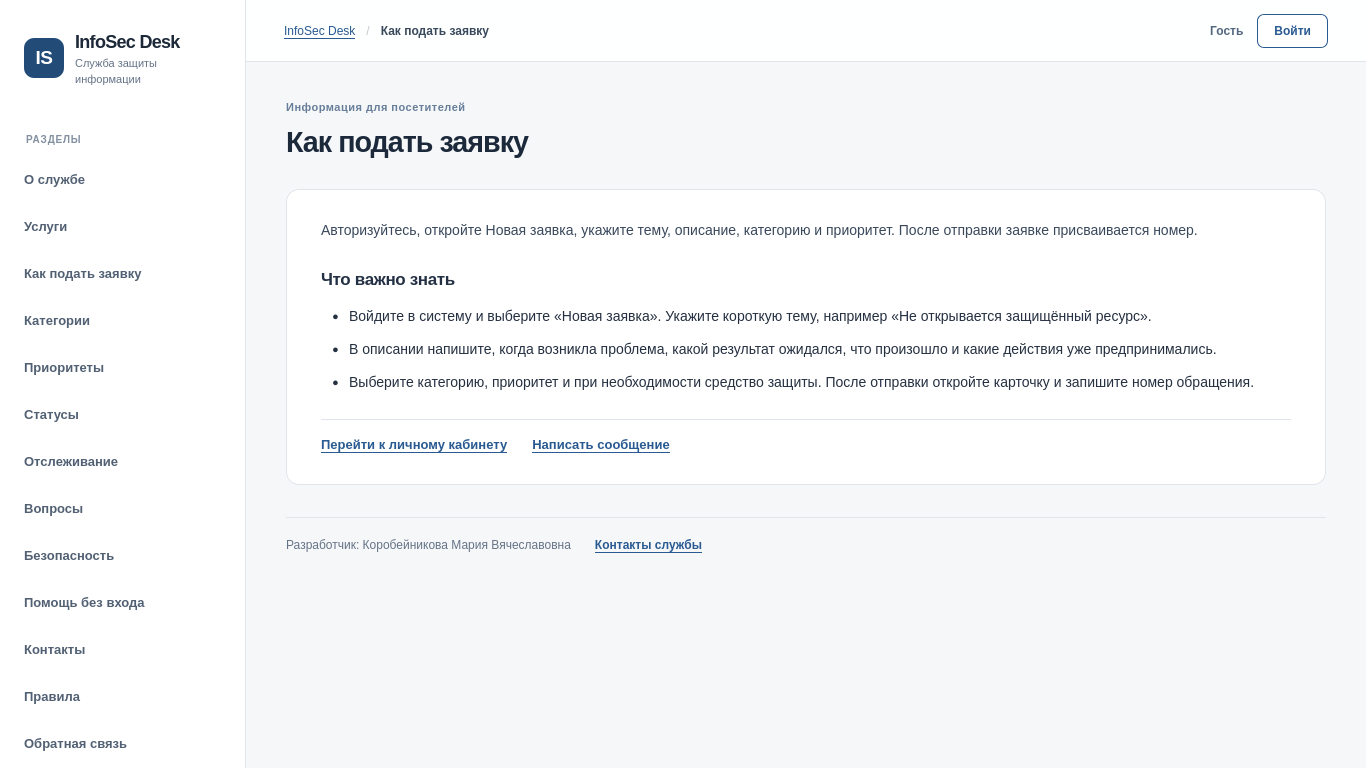 IS
InfoSec Desk
Служба защиты
информации
РАЗДЕЛЫ
О службе
Услуги
Как подать заявку
Категории
Приоритеты
Статусы
Отслеживание
Вопросы
Безопасность
Помощь без входа
Контакты
Правила
Обратная связь
InfoSec Desk / Как подать заявку
Гость Войти
Информация для посетителей
Как подать заявку
Авторизуйтесь, откройте Новая заявка, укажите тему, описание, категорию и приоритет. После отправки заявке присваивается номер.
Что важно знать
• Войдите в систему и выберите «Новая заявка». Укажите короткую тему, например «Не открывается защищённый ресурс».
• В описании напишите, когда возникла проблема, какой результат ожидался, что произошло и какие действия уже предпринимались.
• Выберите категорию, приоритет и при необходимости средство защиты. После отправки откройте карточку и запишите номер обращения.
Перейти к личному кабинету Написать сообщение
Разработчик: Коробейникова Мария Вячеславовна Контакты службы